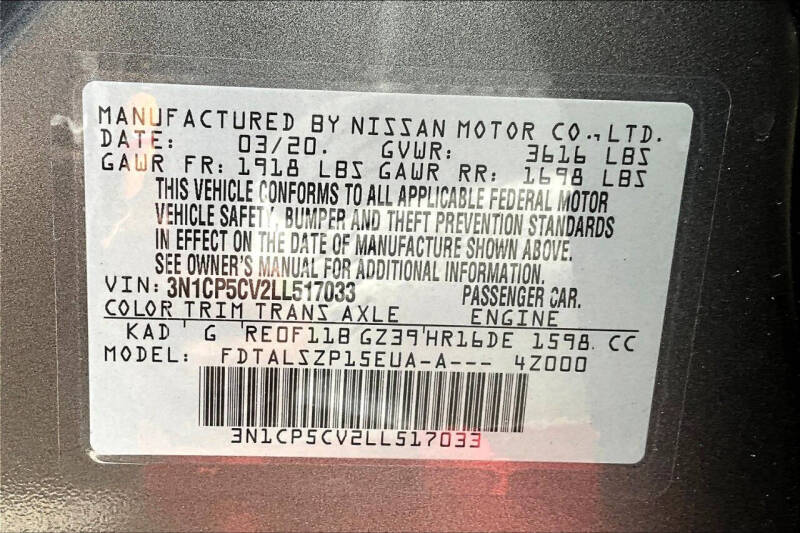 MANUFACTURED BY NISSAN MOTOR CO., LTD.
DATE: 03/20. GVWR: 3616 LBS
GAWR FR: 1918 LBS GAWR RR: 1698 LBS
THIS VEHICLE CONFORMS TO ALL APPLICABLE FEDERAL MOTOR
VEHICLE SAFETY, BUMPER AND THEFT PREVENTION STANDARDS
IN EFFECT ON THE DATE OF MANUFACTURE SHOWN ABOVE.
SEE OWNER'S MANUAL FOR ADDITIONAL INFORMATION.
VIN: 3N1CP5CV2LL517033 PASSENGER CAR.
COLOR TRIM TRANS AXLE ENGINE
KAD ' G 'RE0F11B GZ39'HR16DE 1598. CC
MODEL: FDTALSZP15EUA-A--- 4Z000
3N1CP5CV2LL517033